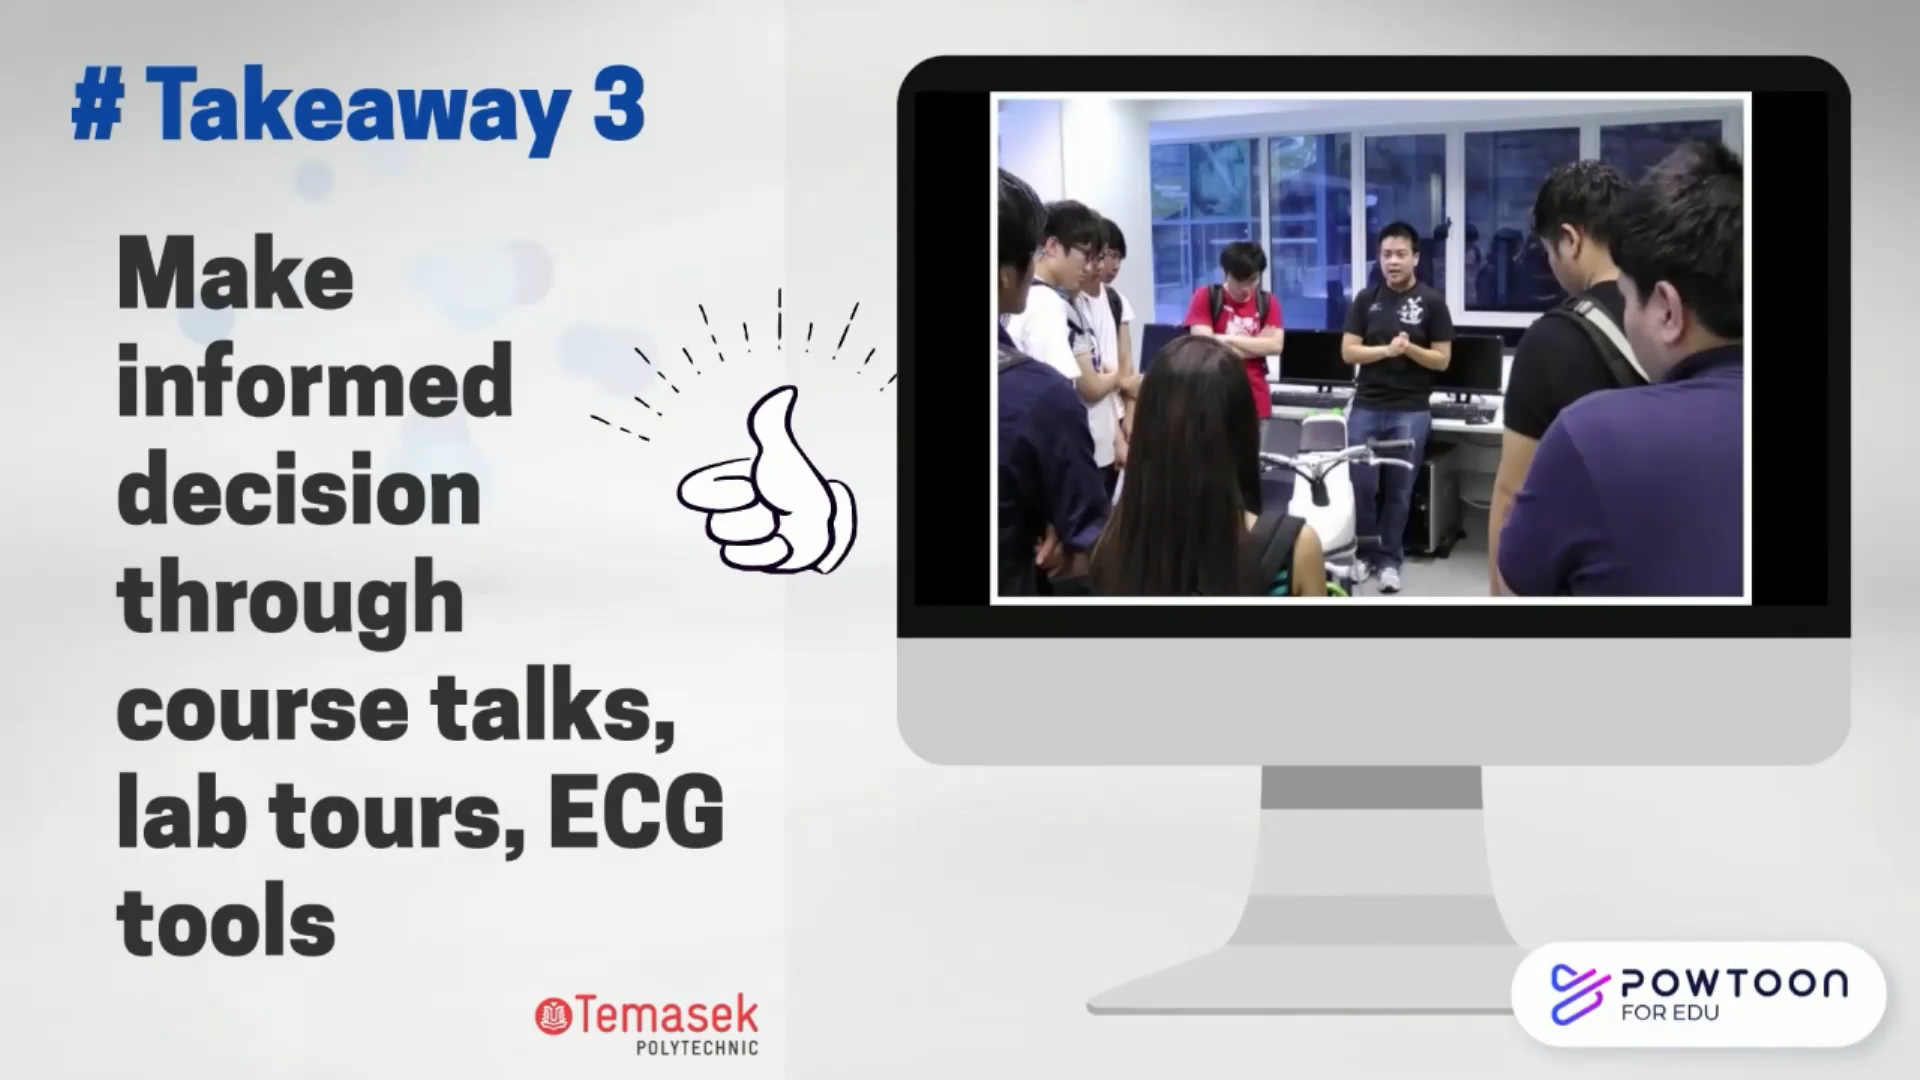 # Takeaway 3
Make
informed
decision
through
course talks,
lab tours, ECG
tools
Temasek
POLYTECHNIC
POWTOON
FOR EDU